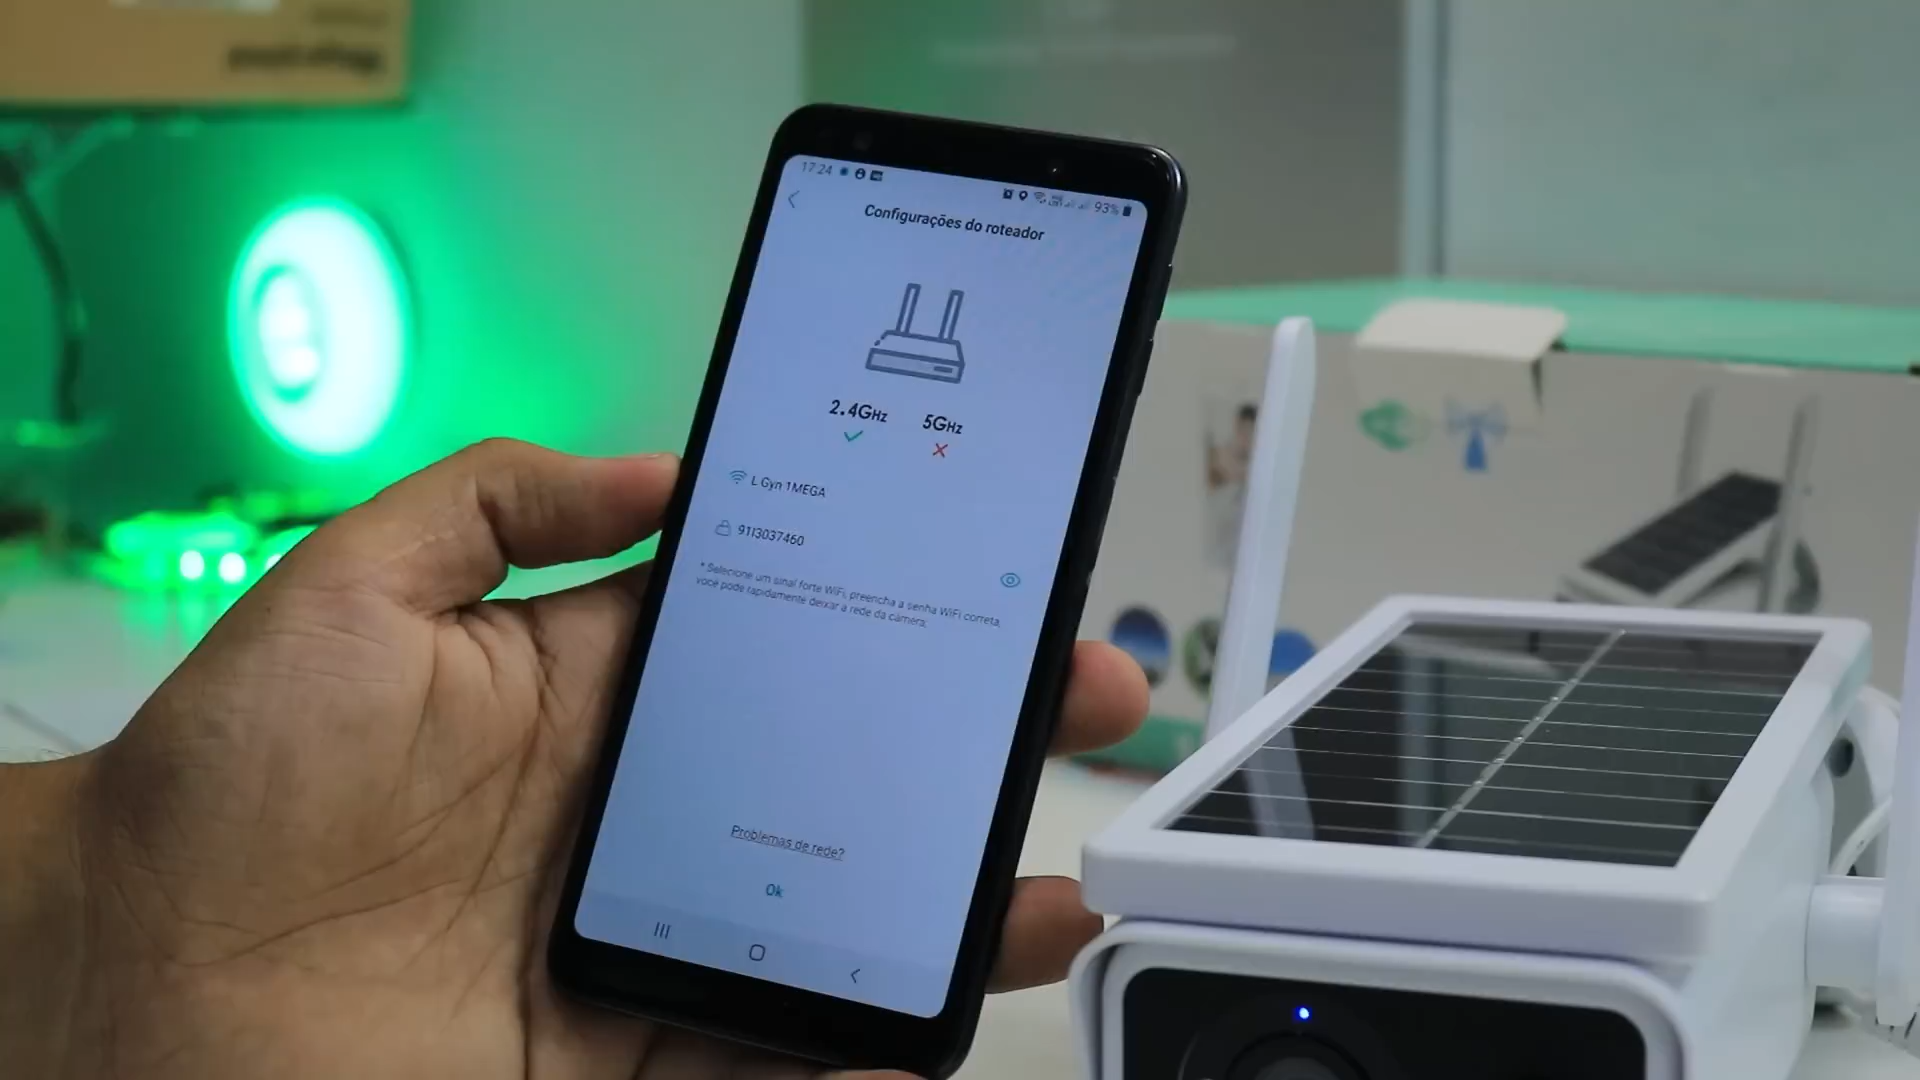 17:24
93%
Configurações do roteador
2.4GHz
5GHz
L Gyn 1MEGA
91I3037460
* Selecione um sinal forte WiFi, preencha a senha WiFi correta,
você pode rapidamente deixar a rede da câmera;
Problemas de rede?
Ok